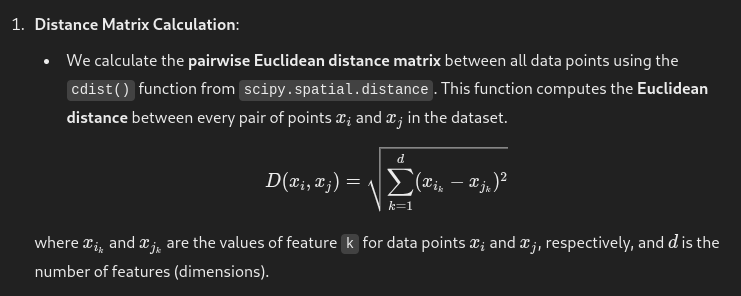 1. Distance Matrix Calculation:
• We calculate the pairwise Euclidean distance matrix between all data points using the
cdist() function from scipy.spatial.distance. This function computes the Euclidean
distance between every pair of points x_i and x_j in the dataset.
D(x_i, x_j) = √(∑_{k=1}^{d} (x_{i_k} − x_{j_k})²)
where x_{i_k} and x_{j_k} are the values of feature k for data points x_i and x_j, respectively, and d is the
number of features (dimensions).